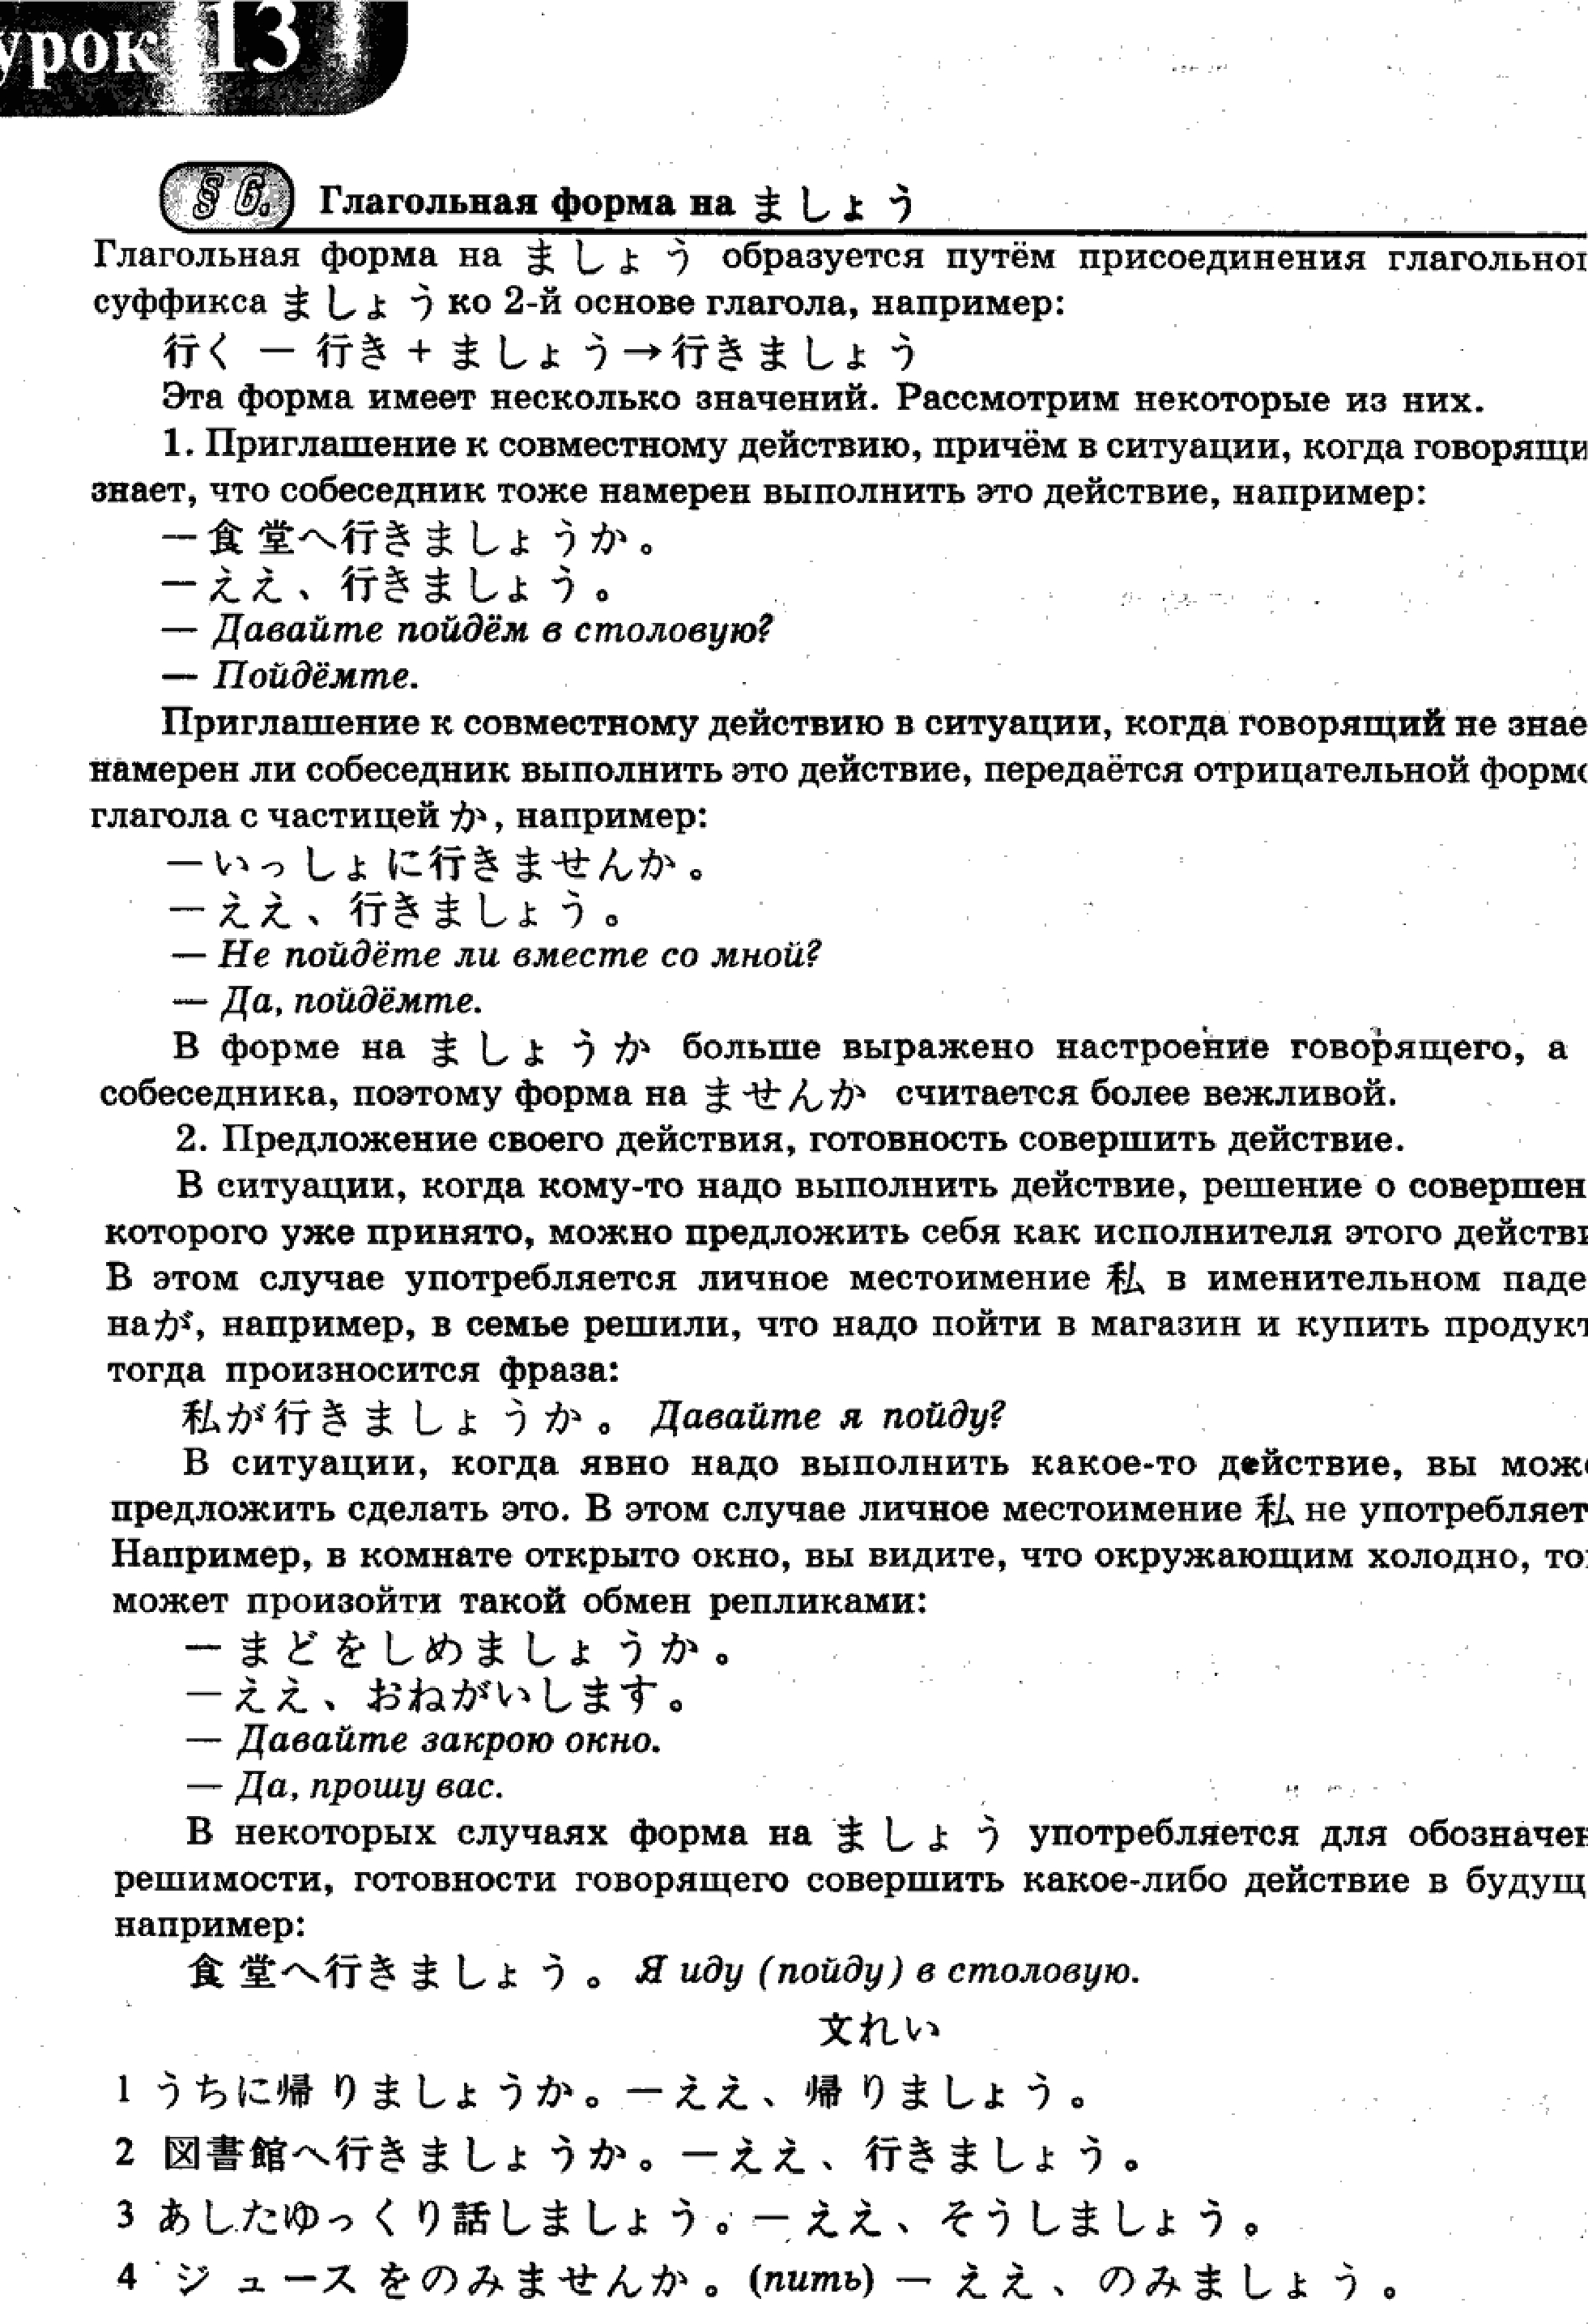 урок 13
§ 6. Глагольная форма на ましょう
Глагольная форма на ましょう образуется путём присоединения глагольног
суффикса ましょう ко 2-й основе глагола, например:
行く — 行き + ましょう→行きましょう
Эта форма имеет несколько значений. Рассмотрим некоторые из них.
1. Приглашение к совместному действию, причём в ситуации, когда говорящи
знает, что собеседник тоже намерен выполнить это действие, например:
—食堂へ行きましょうか。
—ええ、行きましょう。
— Давайте пойдём в столовую?
— Пойдёмте.
Приглашение к совместному действию в ситуации, когда говорящий не знае
намерен ли собеседник выполнить это действие, передаётся отрицательной формо
глагола с частицей か, например:
—いっしょに行きませんか。
—ええ、行きましょう。
— Не пойдёте ли вместе со мной?
— Да, пойдёмте.
В форме на ましょうか больше выражено настроение говорящего, а
собеседника, поэтому форма на ませんか считается более вежливой.
2. Предложение своего действия, готовность совершить действие.
В ситуации, когда кому-то надо выполнить действие, решение о совершен
которого уже принято, можно предложить себя как исполнителя этого действи
В этом случае употребляется личное местоимение 私 в именительном паде
на が, например, в семье решили, что надо пойти в магазин и купить продукт
тогда произносится фраза:
私が行きましょうか。 Давайте я пойду?
В ситуации, когда явно надо выполнить какое-то действие, вы може
предложить сделать это. В этом случае личное местоимение 私 не употребляет
Например, в комнате открыто окно, вы видите, что окружающим холодно, тог
может произойти такой обмен репликами:
—まどをしめましょうか。
—ええ、おねがいします。
— Давайте закрою окно.
— Да, прошу вас.
В некоторых случаях форма на ましょう употребляется для обозначен
решимости, готовности говорящего совершить какое-либо действие в будущ
например:
食堂へ行きましょう。 Я иду (пойду) в столовую.
文れい
1 うちに帰りましょうか。—ええ、帰りましょう。
2 図書館へ行きましょうか。—ええ、行きましょう。
3 あしたゆっくり話しましょう。—ええ、そうしましょう。
4 ジュースをのみませんか。(пить) — ええ、のみましょう。